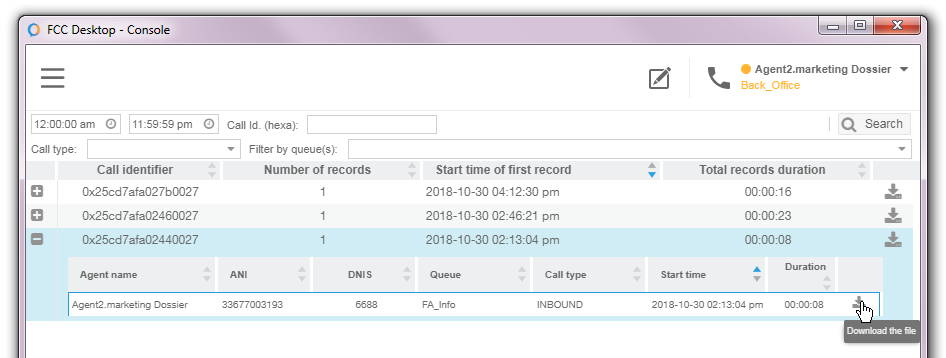 FCC Desktop - Console
Agent2.marketing Dossier
Back_Office
12:00:00 am 11:59:59 pm Call Id. (hexa): Search
Call type: Filter by queue(s):
Call identifier Number of records Start time of first record Total records duration
0x25cd7afa027b0027 1 2018-10-30 04:12:30 pm 00:00:16
0x25cd7afa02460027 1 2018-10-30 02:46:21 pm 00:00:23
0x25cd7afa02440027 1 2018-10-30 02:13:04 pm 00:00:08
Agent name ANI DNIS Queue Call type Start time Duration
Agent2.marketing Dossier 33677003193 6688 FA_Info INBOUND 2018-10-30 02:13:04 pm 00:00:08
Download the file